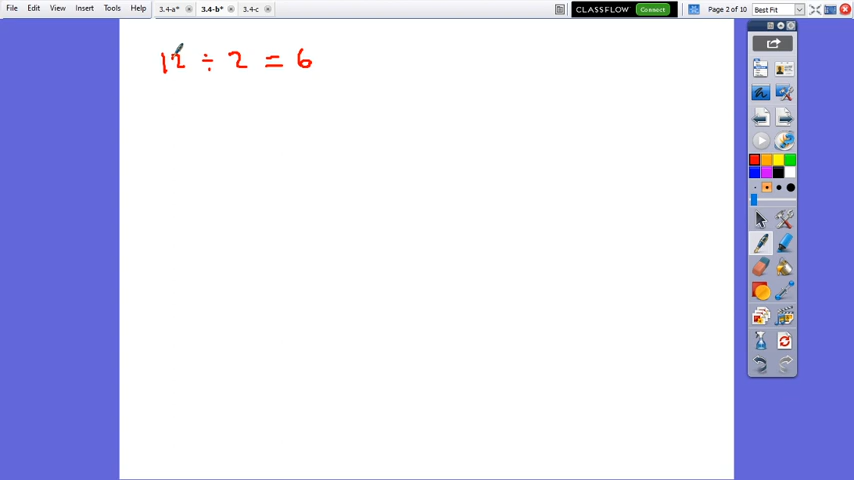 File Edit View Insert Tools Help 3.4-a* 3.4-b* 3.4-c CLASSFLOW Connect Page 2 of 10 Best Fit
12 ÷ 2 = 6